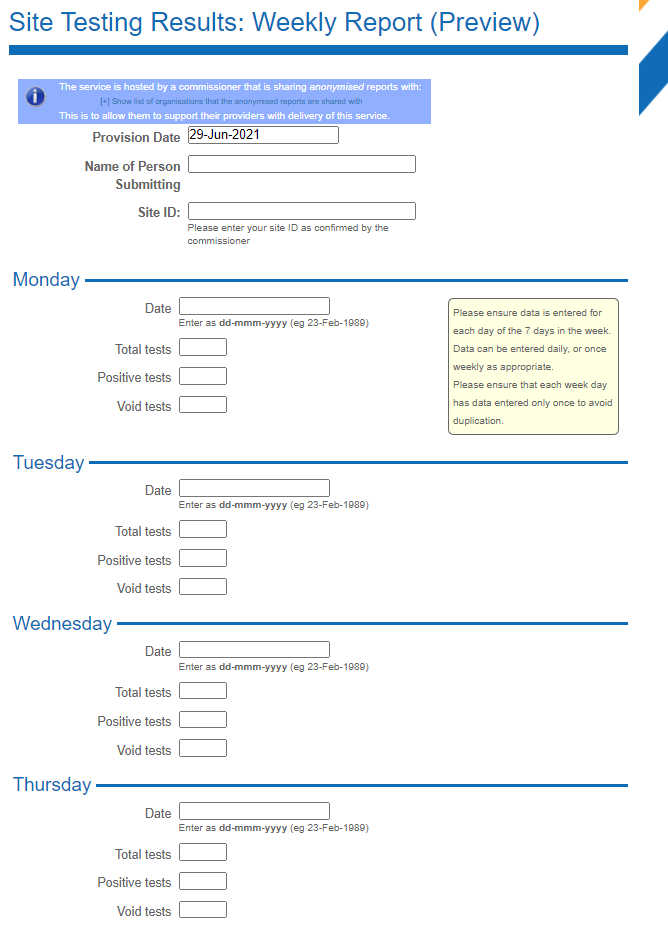 Site Testing Results: Weekly Report (Preview)
The service is hosted by a commissioner that is sharing anonymised reports with:
[+] Show list of organisations that the anonymised reports are shared with
This is to allow them to support their providers with delivery of this service.
Provision Date 29-Jun-2021
Name of Person
Submitting
Site ID:
Please enter your site ID as confirmed by the
commissioner
Monday
Date
Enter as dd-mmm-yyyy (eg 23-Feb-1989)
Total tests
Positive tests
Void tests
Please ensure data is entered for
each day of the 7 days in the week.
Data can be entered daily, or once
weekly as appropriate.
Please ensure that each week day
has data entered only once to avoid
duplication.
Tuesday
Date
Enter as dd-mmm-yyyy (eg 23-Feb-1989)
Total tests
Positive tests
Void tests
Wednesday
Date
Enter as dd-mmm-yyyy (eg 23-Feb-1989)
Total tests
Positive tests
Void tests
Thursday
Date
Enter as dd-mmm-yyyy (eg 23-Feb-1989)
Total tests
Positive tests
Void tests